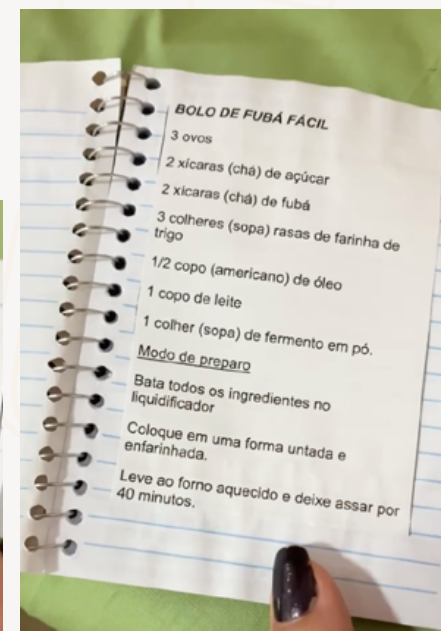 BOLO DE FUBÁ FÁCIL
3 ovos
2 xícaras (chá) de açúcar
2 xícaras (chá) de fubá
3 colheres (sopa) rasas de farinha de
trigo
1/2 copo (americano) de óleo
1 copo de leite
1 colher (sopa) de fermento em pó.
Modo de preparo
Bata todos os ingredientes no
liquidificador
Coloque em uma forma untada e
enfarinhada.
Leve ao forno aquecido e deixe assar por
40 minutos.